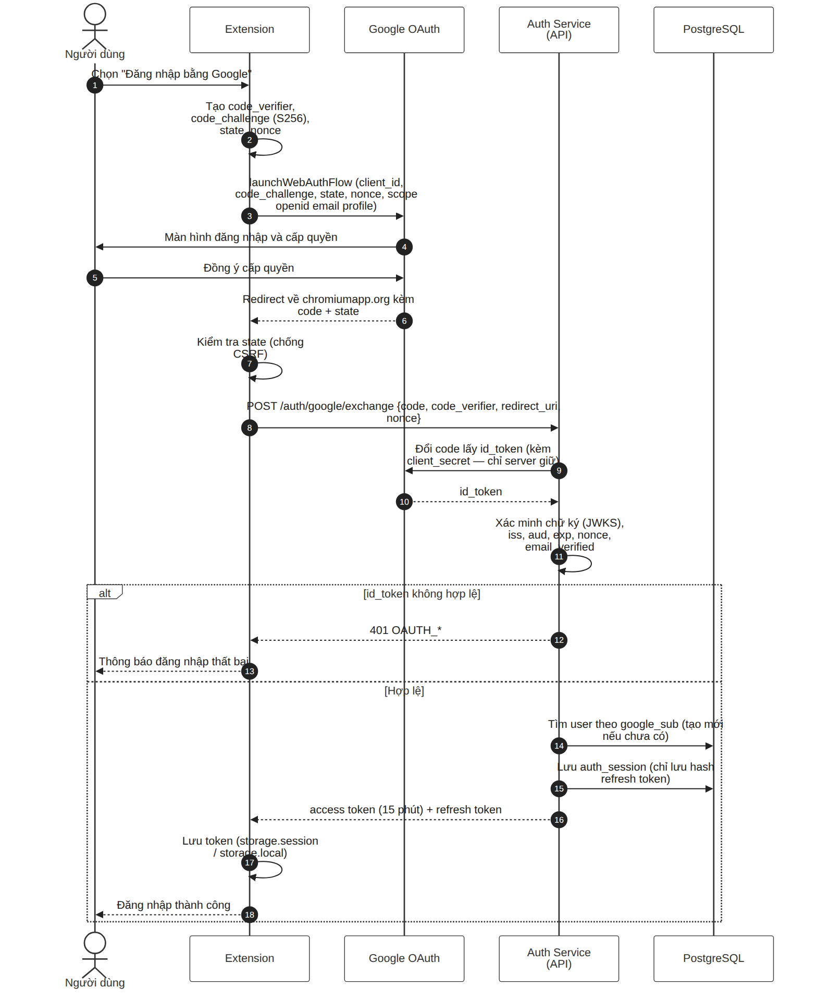 Người dùng
Extension
Google OAuth
Auth Service
(API)
PostgreSQL
Chọn "Đăng nhập bằng Google"
1
Tạo code_verifier,
code_challenge (S256),
state, nonce
2
launchWebAuthFlow (client_id,
code_challenge, state, nonce, scope
openid email profile)
3
Màn hình đăng nhập và cấp quyền
4
Đồng ý cấp quyền
5
Redirect về chromiumapp.org kèm
code + state
6
Kiểm tra state (chống
CSRF)
7
POST /auth/google/exchange {code, code_verifier, redirect_uri,
nonce}
8
Đổi code lấy id_token (kèm
client_secret — chỉ server giữ)
9
id_token
10
Xác minh chữ ký (JWKS),
iss, aud, exp, nonce,
email_verified
11
alt
[id_token không hợp lệ]
401 OAUTH_*
12
Thông báo đăng nhập thất bại
13
[Hợp lệ]
Tìm user theo google_sub (tạo mới
nếu chưa có)
14
Lưu auth_session (chỉ lưu hash
refresh token)
15
access token (15 phút) + refresh token
16
Lưu token (storage.session
/ storage.local)
17
Đăng nhập thành công
18
Người dùng
Extension
Google OAuth
Auth Service
(API)
PostgreSQL